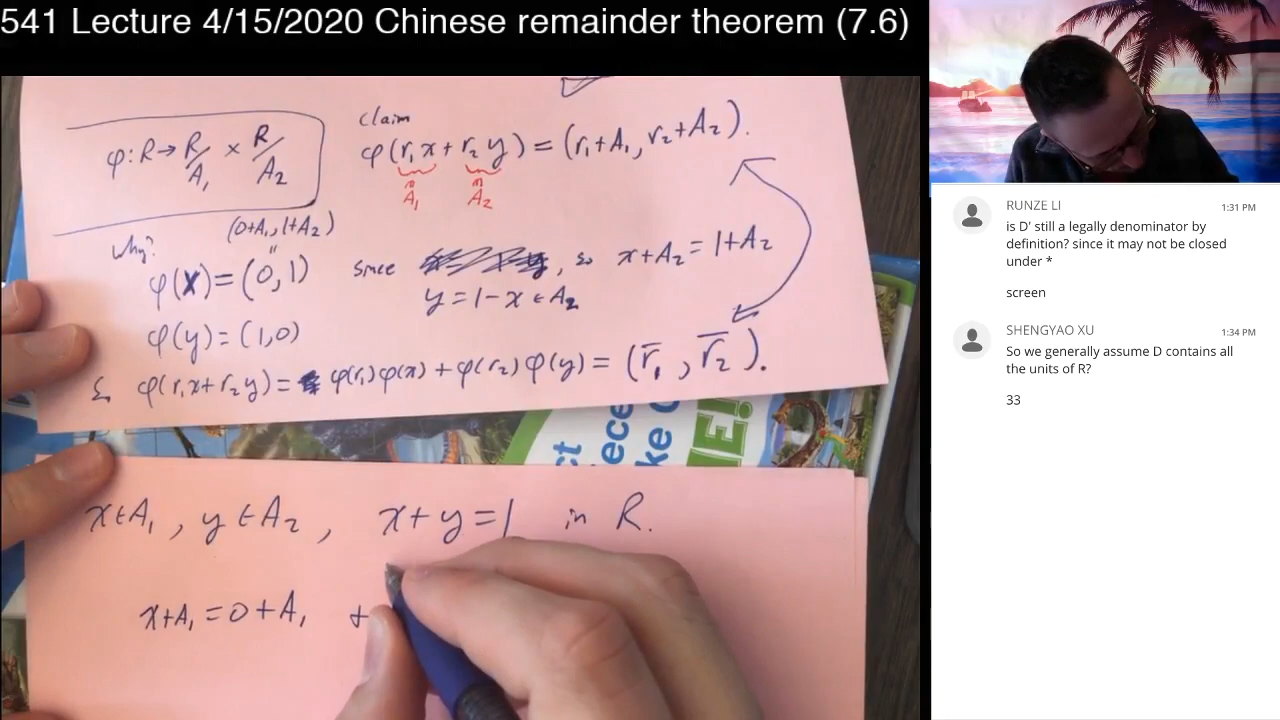 541 Lecture 4/15/2020 Chinese remainder theorem (7.6)
φ: R → R/A₁ × R/A₂
Claim
φ(r₁x + r₂y) = (r₁+A₁, r₂+A₂).
A₁ A₂
(0+A₁, 1+A₂)
Why?
φ(x) = (0,1) since , so x+A₂ = 1+A₂
y = 1-x ∈ A₂
φ(y) = (1,0)
So φ(r₁x+r₂y) = φ(r₁)φ(x) + φ(r₂)φ(y) = (r̅₁, r̅₂).
x∈A₁, y∈A₂, x+y=1 in R.
x+A₁ = 0+A₁
RUNZE LI 1:31 PM
is D' still a legally denominator by
definition? since it may not be closed
under *
screen
SHENGYAO XU 1:34 PM
So we generally assume D contains all
the units of R?
33